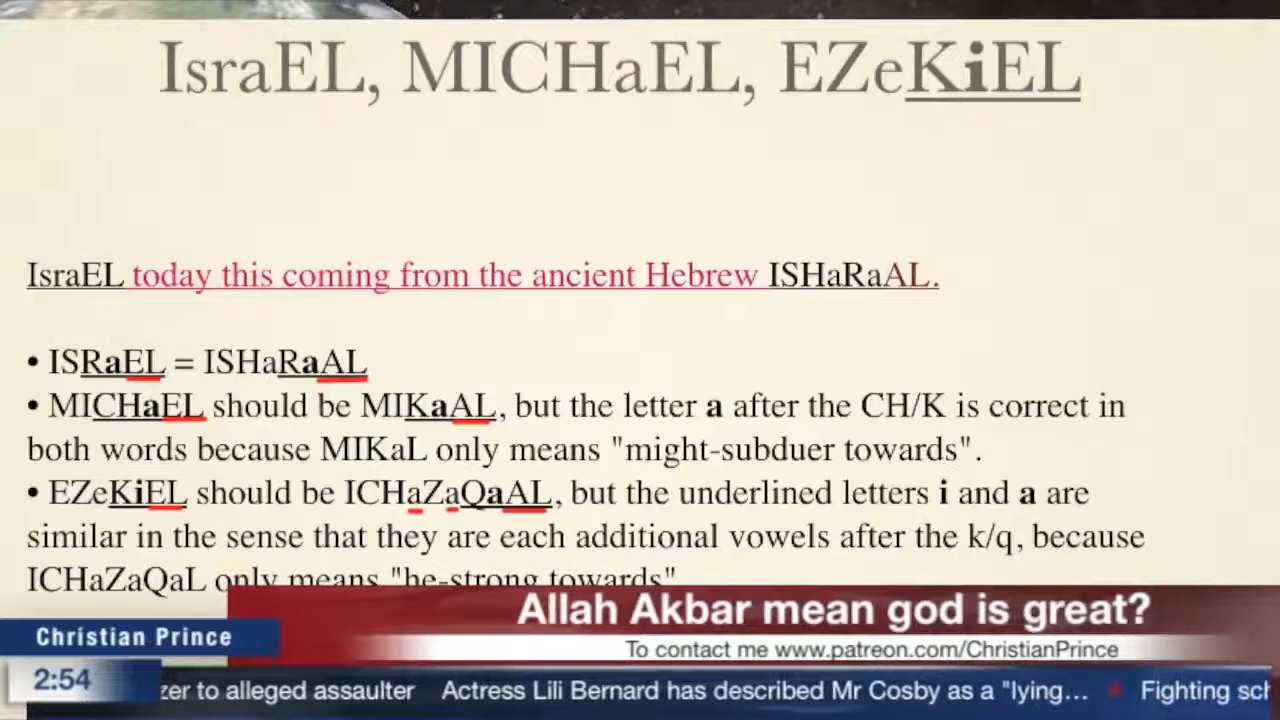 IsraEL, MICHaEL, EZeKiEL
IsraEL today this coming from the ancient Hebrew ISHaRaAL.
• ISRaEL = ISHaRaAL
• MICHaEL should be MIKaAL, but the letter a after the CH/K is correct in
both words because MIKaL only means "might-subduer towards".
• EZeKiEL should be ICHaZaQaAL, but the underlined letters i and a are
similar in the sense that they are each additional vowels after the k/q, because
ICHaZaQaL only means "he-strong towards"
Allah Akbar mean god is great?
Christian Prince
To contact me www.patreon.com/ChristianPrince
2:54
zer to alleged assaulter Actress Lili Bernard has described Mr Cosby as a "lying... Fighting sch